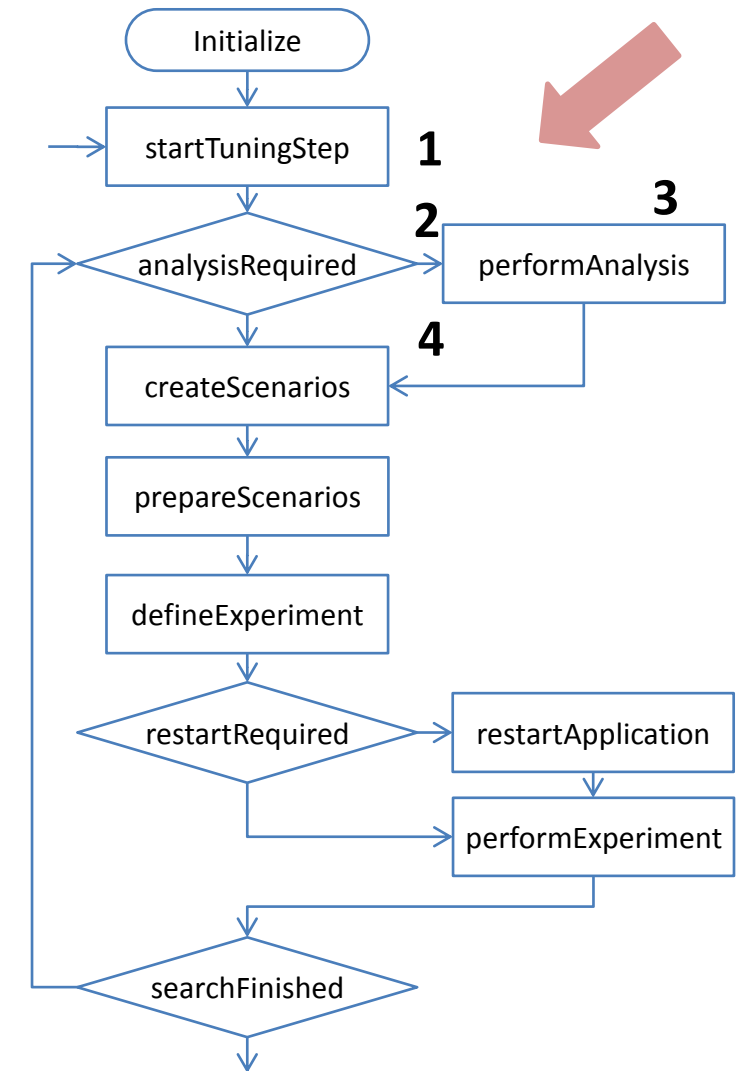 Initialize
startTuningStep
1
2
3
analysisRequired
performAnalysis
4
createScenarios
prepareScenarios
defineExperiment
restartRequired
restartApplication
performExperiment
searchFinished